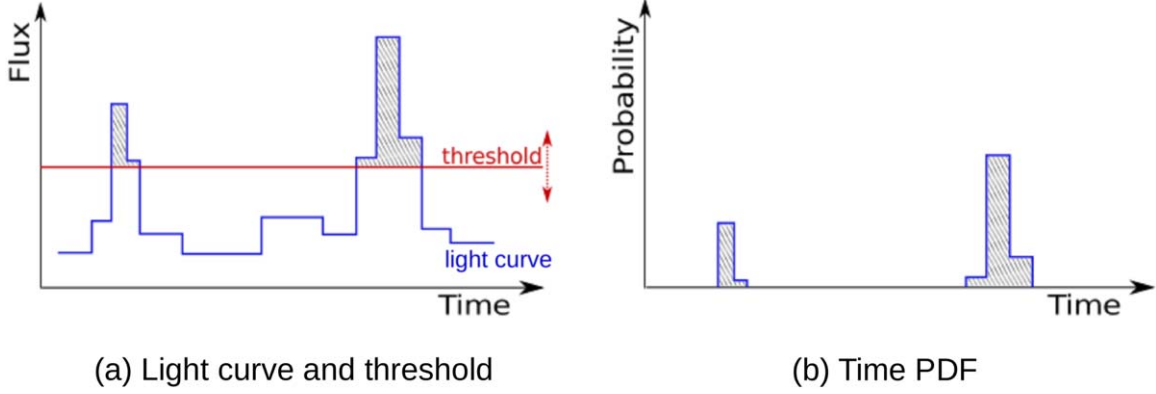 Flux
threshold
light curve
Time
(a) Light curve and threshold
Probability
Time
(b) Time PDF